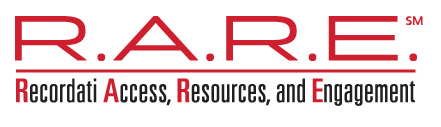 R.A.R.E.℠
Recordati Access, Resources, and Engagement